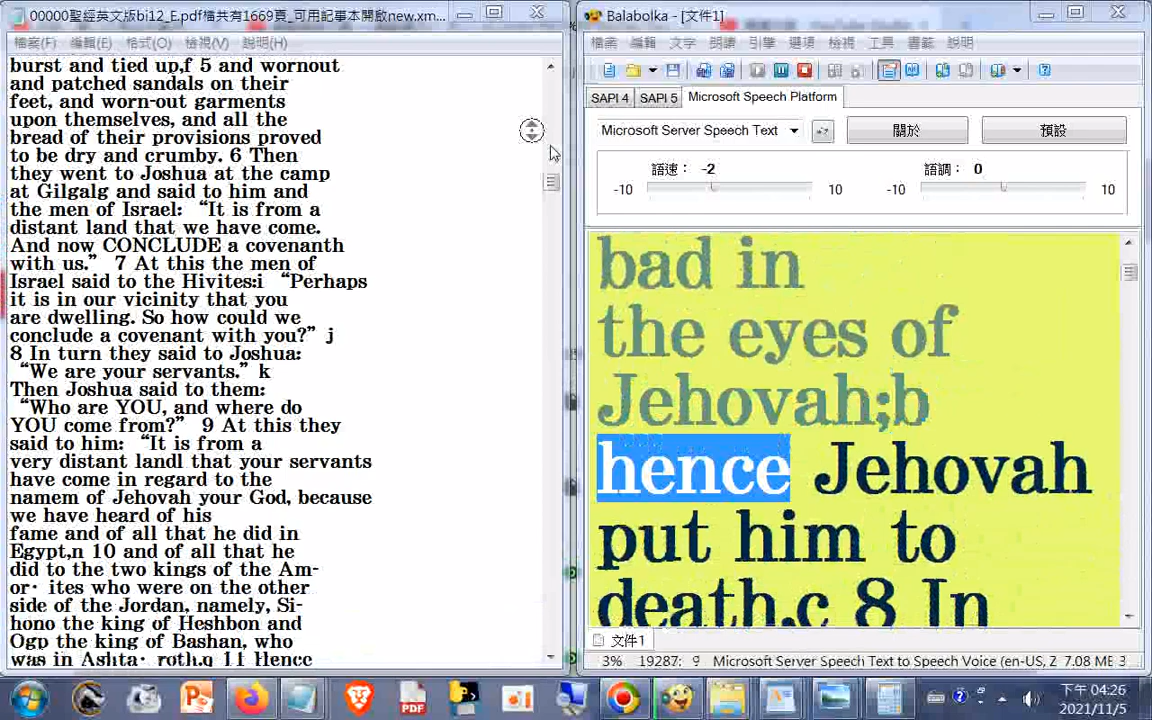 00000聖經英文版bi12_E.pdf檔共有1669頁_可用記事本開啟new.xm...
檔案(F) 編輯(E) 格式(O) 檢視(V) 說明(H)
burst and tied up,f 5 and wornout
and patched sandals on their
feet, and worn-out garments
upon themselves, and all the
bread of their provisions proved
to be dry and crumby. 6 Then
they went to Joshua at the camp
at Gilgalg and said to him and
the men of Israel: “It is from a
distant land that we have come.
And now CONCLUDE a covenanth
with us.” 7 At this the men of
Israel said to the Hivites:i “Perhaps
it is in our vicinity that you
are dwelling. So how could we
conclude a covenant with you?” j
8 In turn they said to Joshua:
“We are your servants.” k
Then Joshua said to them:
“Who are YOU, and where do
YOU come from?” 9 At this they
said to him: “It is from a
very distant landl that your servants
have come in regard to the
namem of Jehovah your God, because
we have heard of his
fame and of all that he did in
Egypt,n 10 and of all that he
did to the two kings of the Am-
or· ites who were on the other
side of the Jordan, namely, Si-
hono the king of Heshbon and
Ogp the king of Bashan, who
was in Ashta· roth.q 11 Hence
Balabolka - [文件1]
檔案 編輯 文字 朗讀 引擎 選項 檢視 工具 書籤 說明
SAPI 4 SAPI 5 Microsoft Speech Platform
Microsoft Server Speech Text 關於 預設
語速： -2 語調： 0
-10 10 -10 10
bad in
the eyes of
Jehovah;b
hence Jehovah
put him to
death.c 8 In
文件1
3% 19287: 9 Microsoft Server Speech Text to Speech Voice (en-US, Z 7.08 MB 3
PDF
下午 04:26
2021/11/5